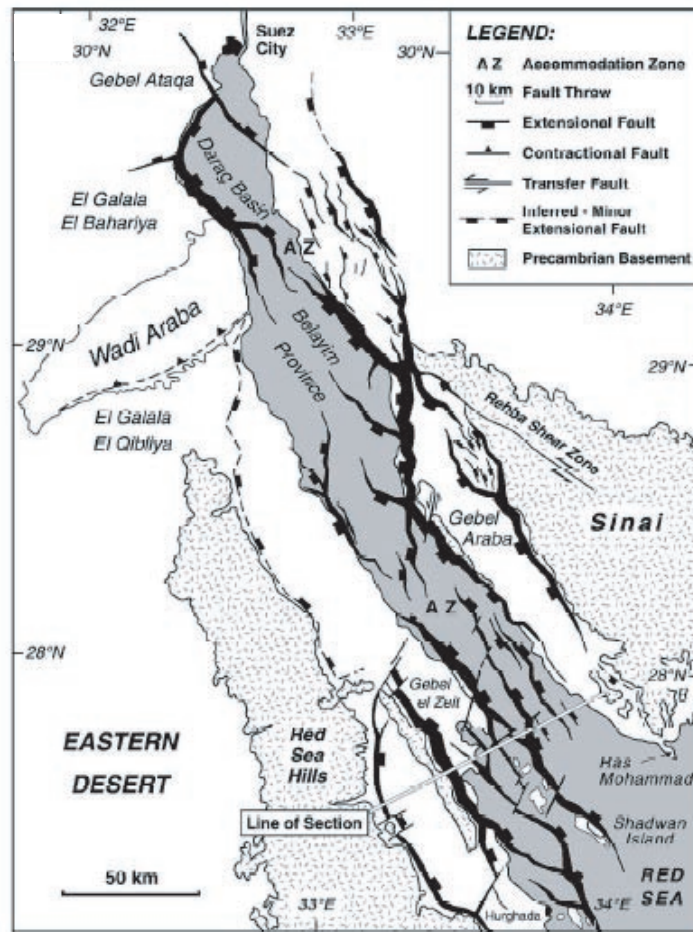 32°E
30°N
Suez
City
33°E
30°N
Gebel Ataqa
LEGEND:
A Z Accommodation Zone
10 km Fault Throw
Extensional Fault
Contractional Fault
Transfer Fault
Inferred - Minor
Extensional Fault
Precambrian Basement
Daraç Basin
El Galala
El Bahariya
A Z
34°E
Wadi Araba
29°N
Belayim
Province
29°N
Rehba Shear Zone
El Galala
El Qibliya
Gebel
Araba
Sinai
A Z
28°N
28°N
Gebel
el Zeit
EASTERN
DESERT
Hed
Sea
Hills
Hàs
Mohammad
Line of Section
Shadwan
Island
50 km
RED
SEA
33°E
Hurghada
34°E